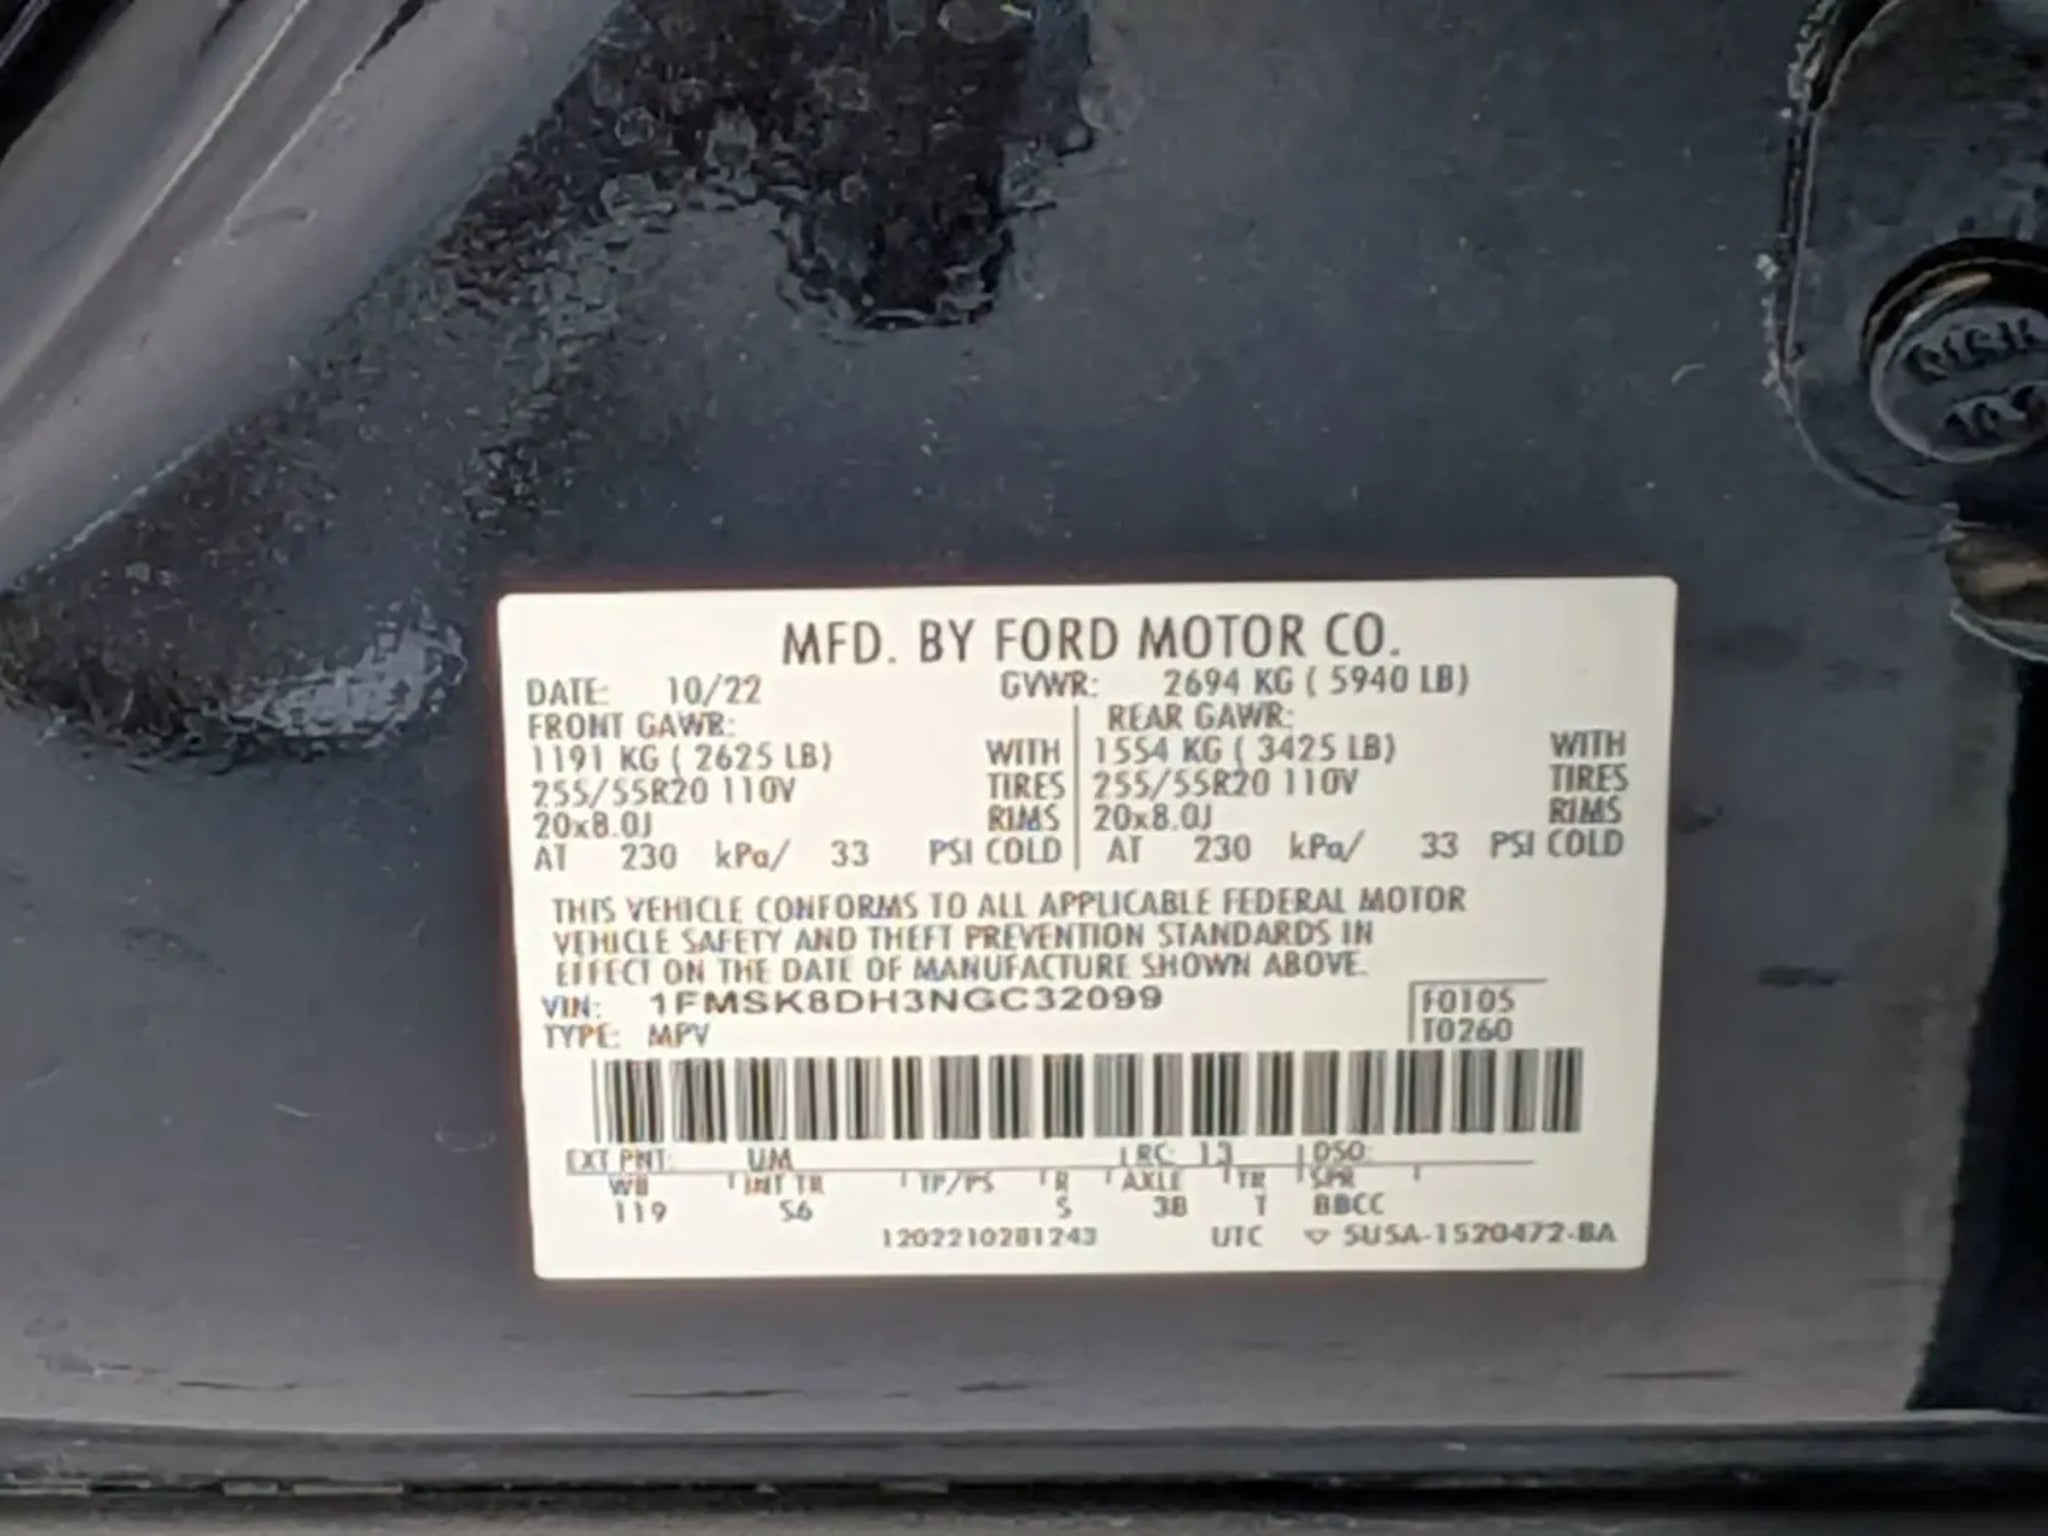 MFD. BY FORD MOTOR CO.
DATE: 10/22 GVWR: 2694 KG ( 5940 LB)
FRONT GAWR: REAR GAWR:
1191 KG ( 2625 LB) WITH 1554 KG ( 3425 LB) WITH
255/55R20 110V TIRES 255/55R20 110V TIRES
20x8.0J RIMS 20x8.0J RIMS
AT 230 kPa/ 33 PSI COLD AT 230 kPa/ 33 PSI COLD
THIS VEHICLE CONFORMS TO ALL APPLICABLE FEDERAL MOTOR
VEHICLE SAFETY AND THEFT PREVENTION STANDARDS IN
EFFECT ON THE DATE OF MANUFACTURE SHOWN ABOVE.
VIN: 1FMSK8DH3NGC32099 F0105
TYPE: MPV T0260
EXT PNT: UM RC: 13 DSO:
WB INT TR TP/PS R AXLE TR SPR
119 S6 5 3B T BBCC
1202210281243 UTC ▽ 5U5A-1520472-BA